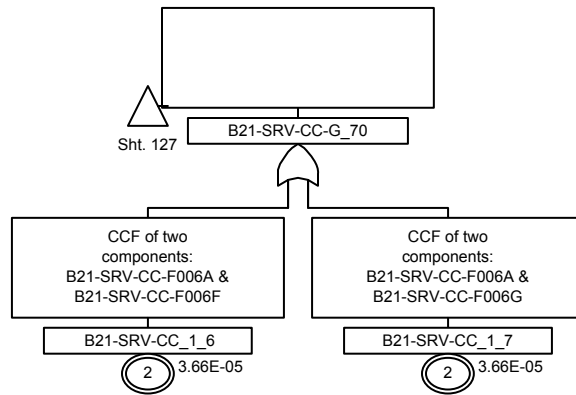 Sht. 127
B21-SRV-CC-G_70
CCF of two
components:
B21-SRV-CC-F006A &
B21-SRV-CC-F006F
B21-SRV-CC_1_6
2
3.66E-05
CCF of two
components:
B21-SRV-CC-F006A &
B21-SRV-CC-F006G
B21-SRV-CC_1_7
2
3.66E-05